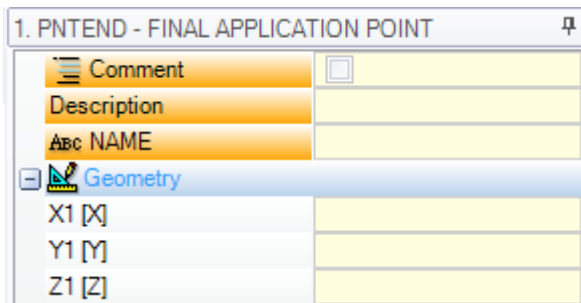 1. PNTEND - FINAL APPLICATION POINT
Comment
Description
ABC NAME
Geometry
X1 [X]
Y1 [Y]
Z1 [Z]